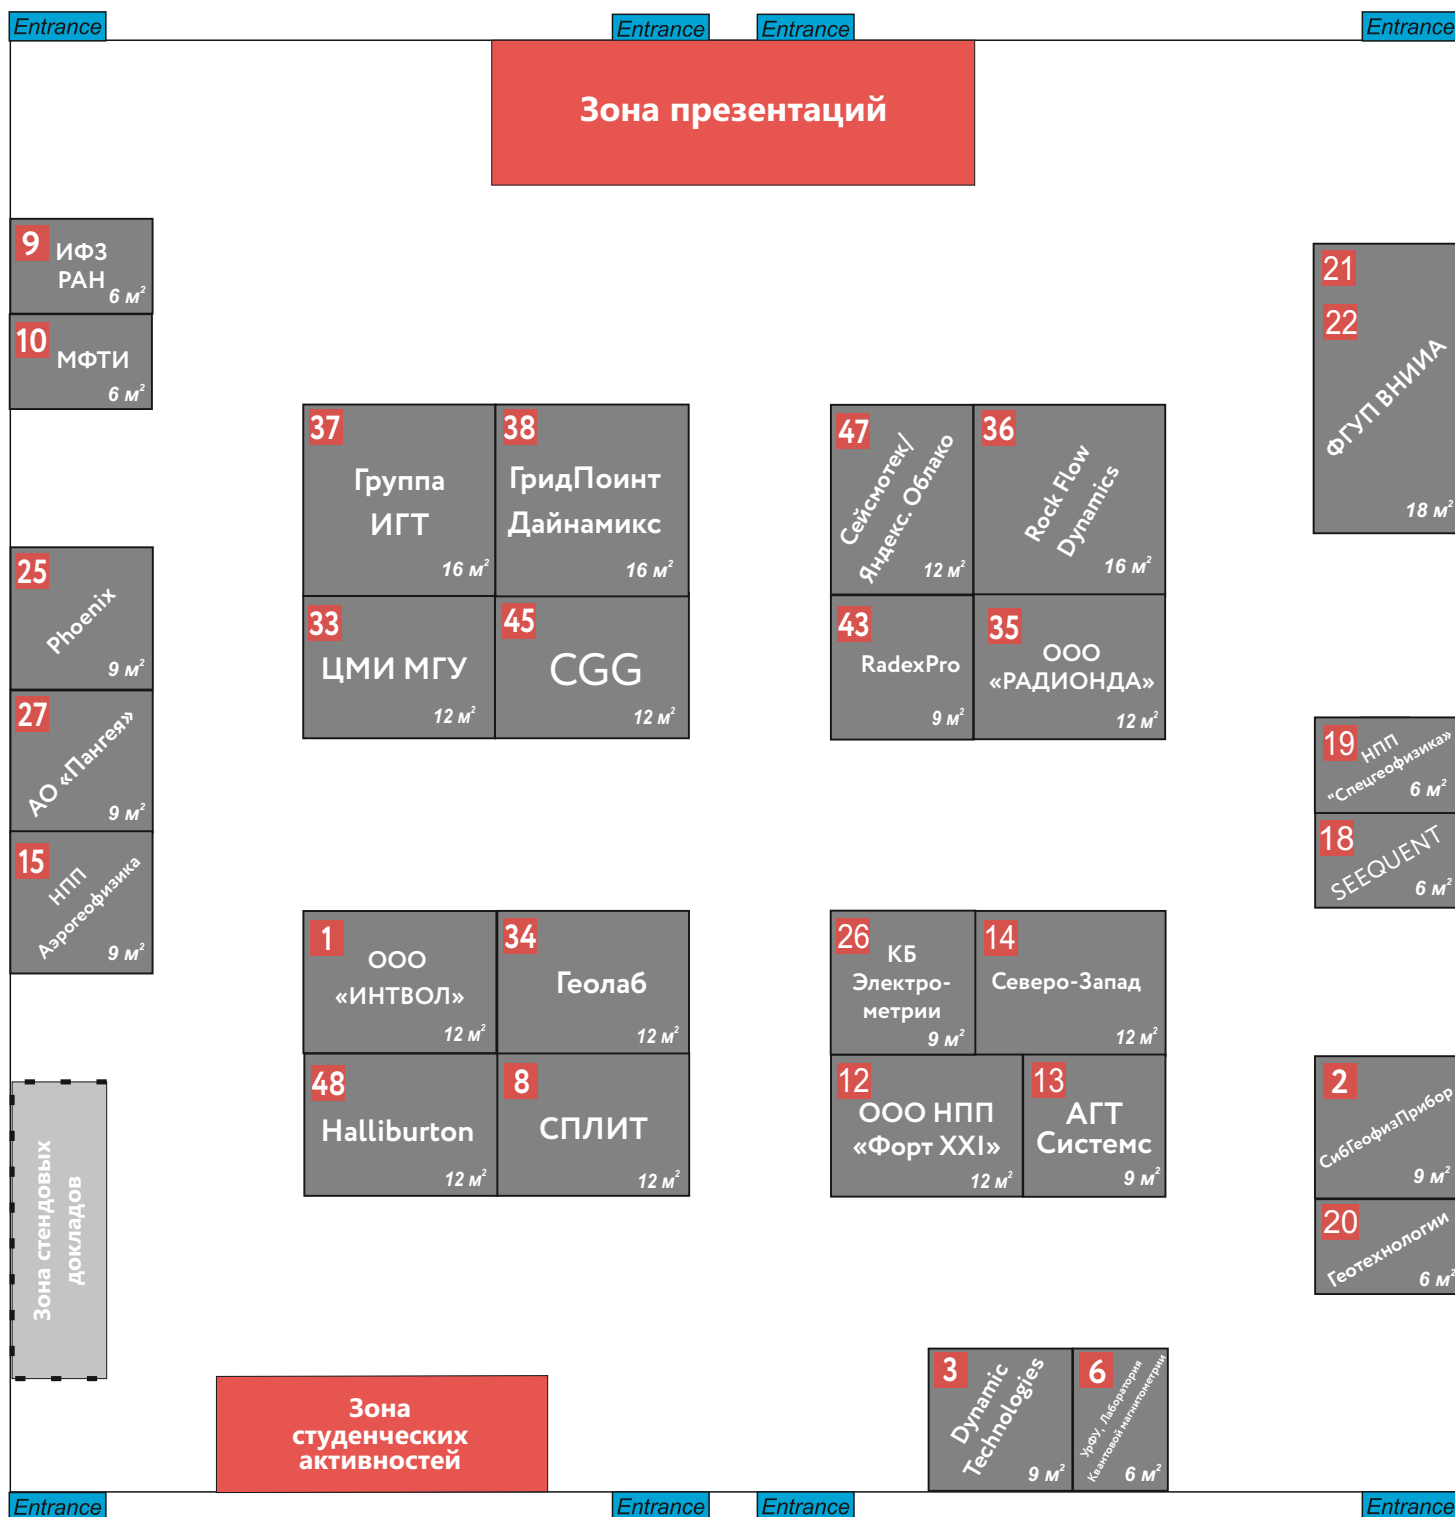 Entrance
Entrance
Entrance
Entrance
Зона презентаций
9
ИФЗ
РАН
6 м²
10
МФТИ
6 м²
21
22
ФГУП ВНИИА
18 м²
37
Группа
ИГТ
16 м²
38
ГридПоинт
Дайнамикс
16 м²
47
Сейсмотек/
Яндекс. Облако
12 м²
36
Rock Flow
Dynamics
16 м²
25
Phoenix
9 м²
33
ЦМИ МГУ
12 м²
45
CGG
12 м²
43
RadexPro
9 м²
35
ООО
«РАДИОНДА»
12 м²
27
АО «Пангея»
9 м²
19
НПП
"Спецгеофизика»
6 м²
15
НПП
Аэрогеофизика
9 м²
18
SEEQUENT
6 м²
1
ООО
«ИНТВОЛ»
12 м²
34
Геолаб
12 м²
26
КБ
Электро-
метрии
9 м²
14
Северо-Запад
12 м²
48
Halliburton
12 м²
8
СПЛИТ
12 м²
12
ООО НПП
«Форт XXI»
12 м²
13
АГТ
Системс
9 м²
2
СибГеофизПрибор
9 м²
20
Геотехнологии
6 м²
Зона стендовых
докладов
3
Dynamic
Technologies
9 м²
6
УрФУ, Лаборатория
Квантовой магнитометрии
6 м²
Зона
студенческих
активностей
Entrance
Entrance
Entrance
Entrance